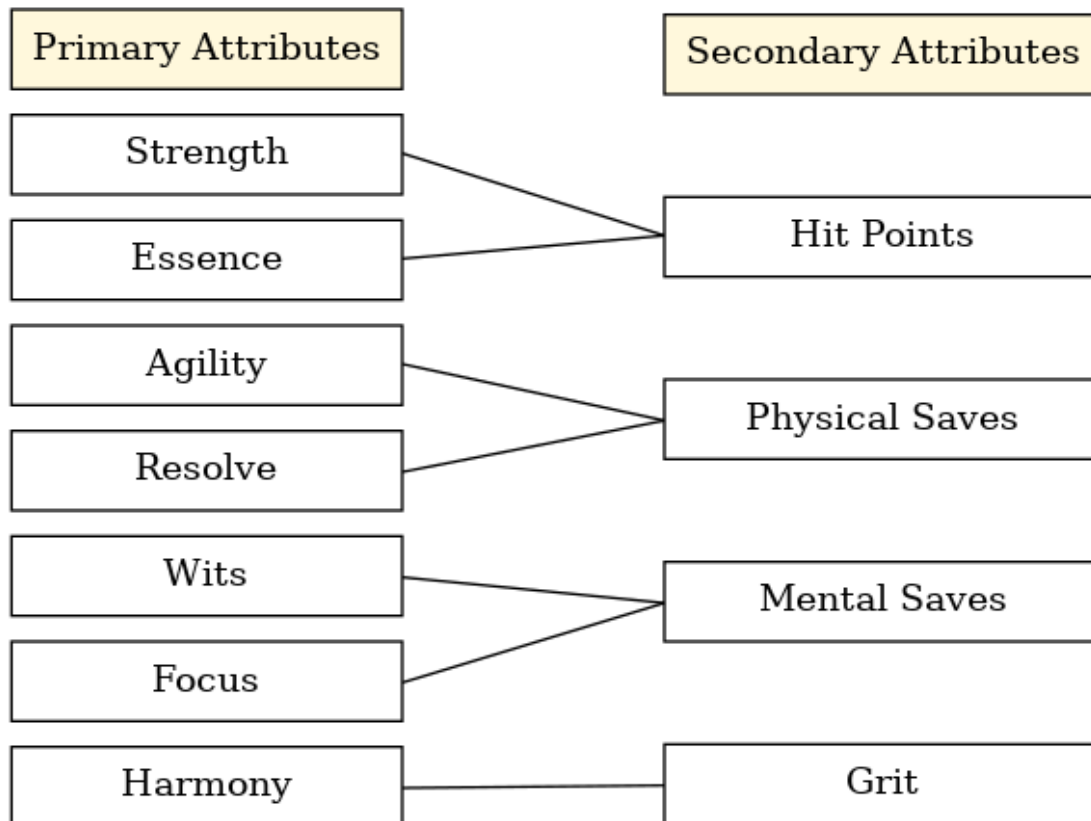 Primary Attributes
Secondary Attributes
Strength
Essence
Agility
Resolve
Wits
Focus
Harmony
Hit Points
Physical Saves
Mental Saves
Grit